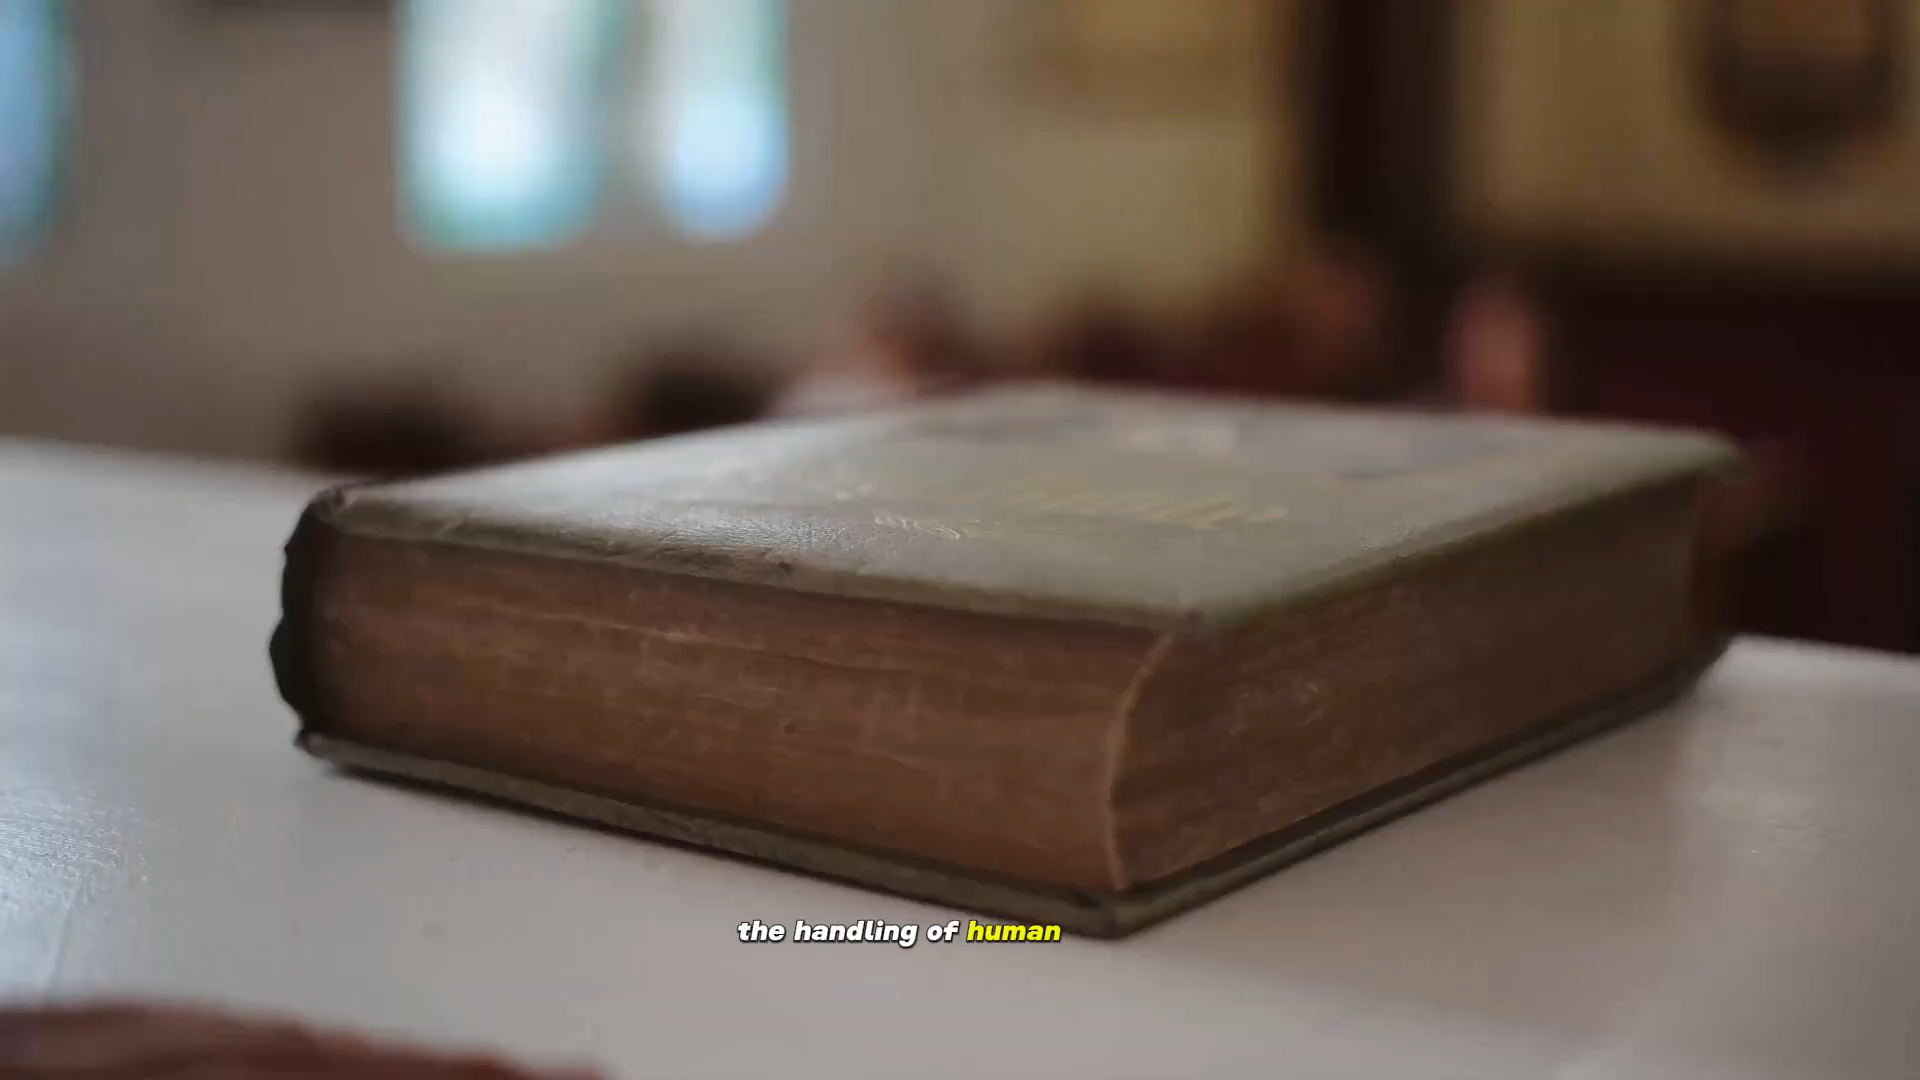 the handling of human